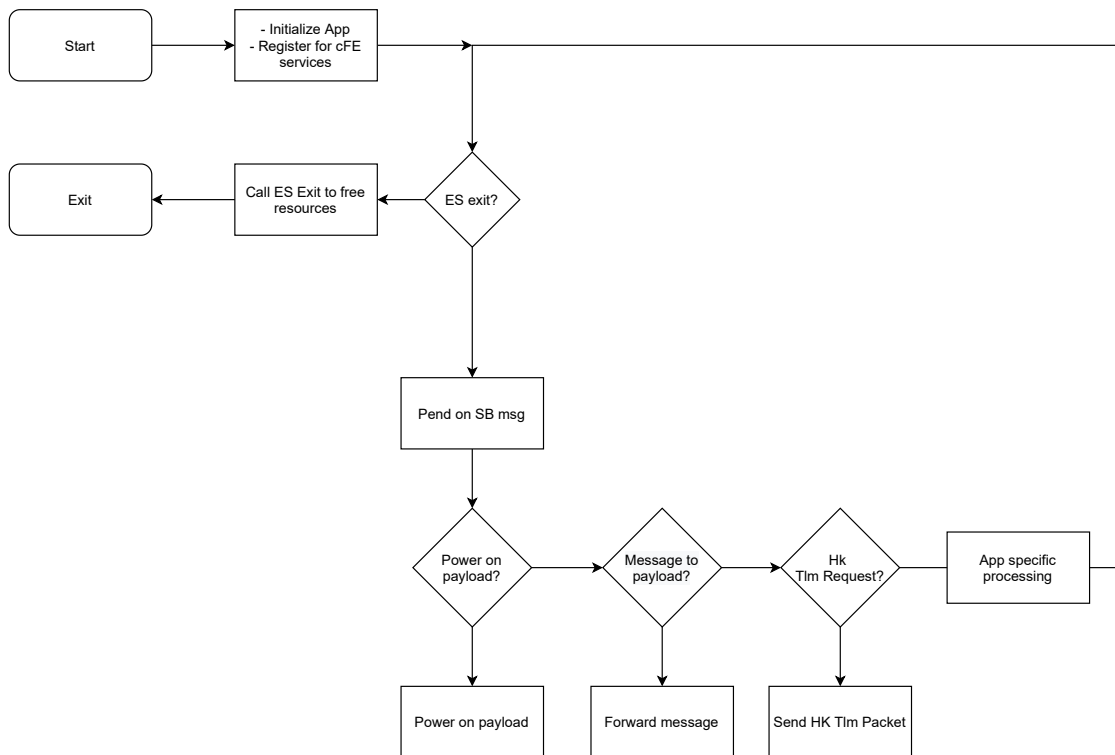 Start
- Initialize App
- Register for cFE
services
Exit
Call ES Exit to free
resources
ES exit?
Pend on SB msg
Power on
payload?
Message to
payload?
Hk
Tlm Request?
App specific
processing
Power on payload
Forward message
Send HK Tlm Packet